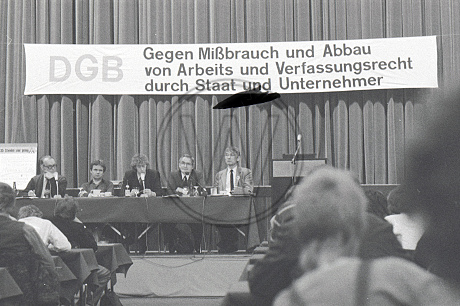 DGB
Gegen Mißbrauch und Abbau
von Arbeits und Verfassungsrecht
durch Staat und Unternehmer